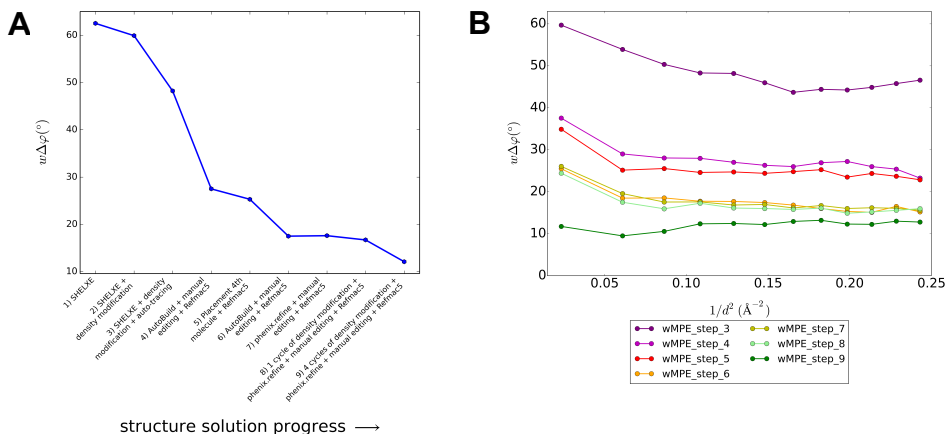 A
wΔφ(°)
60
50
40
30
20
10
1) SHELXE
2) SHELXE +
density modification
3) SHELXE + density
modification + auto-tracing
4) AutoBuild + manual
editing + Refmac5
5) Placement 4th
molecule + Refmac5
6) AutoBuild + manual
editing + Refmac5
7) phenix.refine + manual
editing + Refmac5
8) 1 cycle of density modification +
phenix.refine + manual editing + Refmac5
9) 4 cycles of density modification +
phenix.refine + manual editing + Refmac5
structure solution progress ⟶
B
wΔφ(°)
60
50
40
30
20
10
0
0.05 0.10 0.15 0.20 0.25
1/d² (Å⁻²)
wMPE_step_3
wMPE_step_4
wMPE_step_5
wMPE_step_6
wMPE_step_7
wMPE_step_8
wMPE_step_9